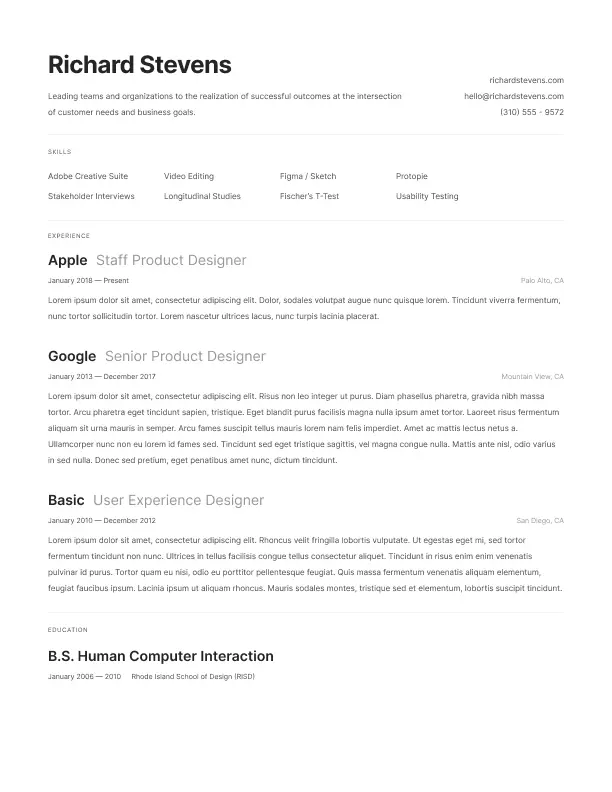 Richard Stevens
richardstevens.com
Leading teams and organizations to the realization of successful outcomes at the intersection
hello@richardstevens.com
of customer needs and business goals.
(310) 555 - 9572
SKILLS
Adobe Creative Suite Video Editing Figma / Sketch Protopie
Stakeholder Interviews Longitudinal Studies Fischer's T-Test Usability Testing
EXPERIENCE
Apple Staff Product Designer
January 2018 — Present Palo Alto, CA
Lorem ipsum dolor sit amet, consectetur adipiscing elit. Dolor, sodales volutpat augue nunc quisque lorem. Tincidunt viverra fermentum,
nunc tortor sollicitudin tortor. Lorem nascetur ultrices lacus, nunc turpis lacinia placerat.
Google Senior Product Designer
January 2013 — December 2017 Mountain View, CA
Lorem ipsum dolor sit amet, consectetur adipiscing elit. Risus non leo integer ut purus. Diam phasellus pharetra, gravida nibh massa
tortor. Arcu pharetra eget tincidunt sapien, tristique. Eget blandit purus facilisis magna nulla ipsum amet tortor. Laoreet risus fermentum
aliquam sit urna mauris in semper. Arcu fames suscipit tellus mauris lorem nam felis imperdiet. Amet ac mattis lectus netus a.
Ullamcorper nunc non eu lorem id fames sed. Tincidunt sed eget tristique sagittis, vel magna congue nulla. Mattis ante nisl, odio varius
in sed nulla. Donec sed pretium, eget penatibus amet nunc, dictum tincidunt.
Basic User Experience Designer
January 2010 — December 2012 San Diego, CA
Lorem ipsum dolor sit amet, consectetur adipiscing elit. Rhoncus velit fringilla lobortis vulputate. Ut egestas eget mi, sed tortor
fermentum tincidunt non nunc. Ultrices in tellus facilisis congue tellus consectetur aliquet. Tincidunt in risus enim enim venenatis
pulvinar id purus. Tortor quam eu nisi, odio eu porttitor pellentesque feugiat. Quis massa fermentum venenatis aliquam elementum,
feugiat faucibus ipsum. Lacinia ipsum ut aliquam rhoncus. Mauris sodales montes, tristique sed et elementum, lobortis suscipit tincidunt.
EDUCATION
B.S. Human Computer Interaction
January 2006 — 2010 Rhode Island School of Design (RISD)